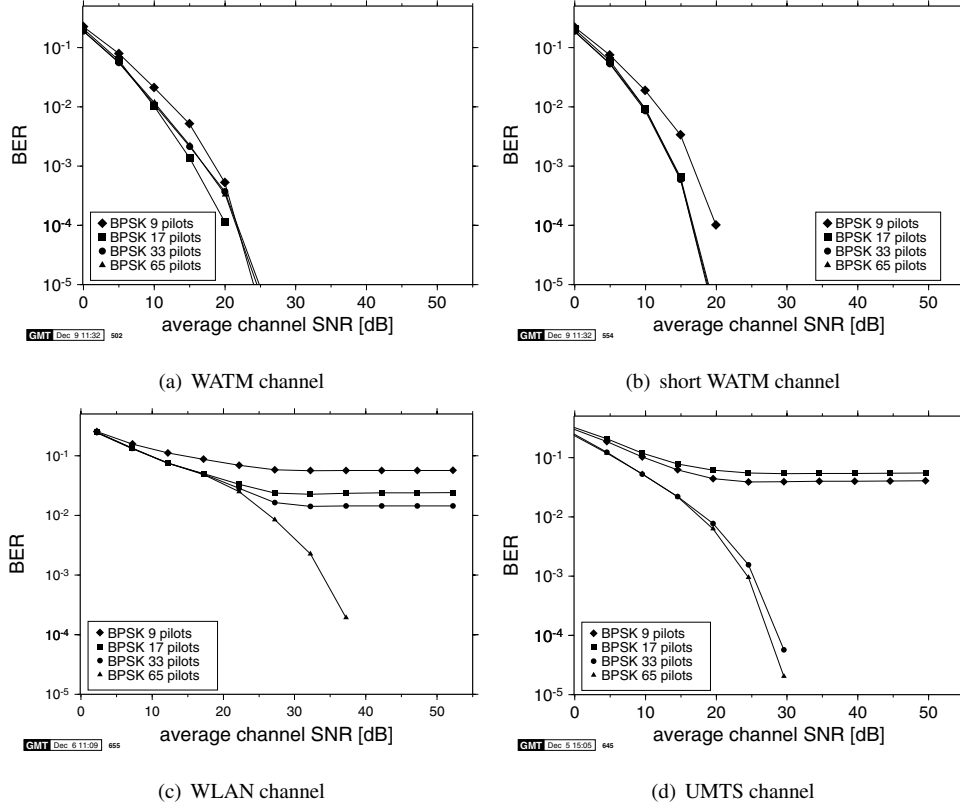 10-1
10-2
10-3
10-4
10-5
BER
BPSK 9 pilots
BPSK 17 pilots
BPSK 33 pilots
BPSK 65 pilots
0 10 20 30 40 50
average channel SNR [dB]
GMT Dec 9 11:32 502
(a) WATM channel
10-1
10-2
10-3
10-4
10-5
BER
BPSK 9 pilots
BPSK 17 pilots
BPSK 33 pilots
BPSK 65 pilots
0 10 20 30 40 50
average channel SNR [dB]
GMT Dec 9 11:32 554
(b) short WATM channel
10-1
10-2
10-3
10-4
10-5
BER
BPSK 9 pilots
BPSK 17 pilots
BPSK 33 pilots
BPSK 65 pilots
0 10 20 30 40 50
average channel SNR [dB]
GMT Dec 6 11:09 655
(c) WLAN channel
10-1
10-2
10-3
10-4
10-5
BER
BPSK 9 pilots
BPSK 17 pilots
BPSK 33 pilots
BPSK 65 pilots
0 10 20 30 40 50
average channel SNR [dB]
GMT Dec 5 15:05 645
(d) UMTS channel